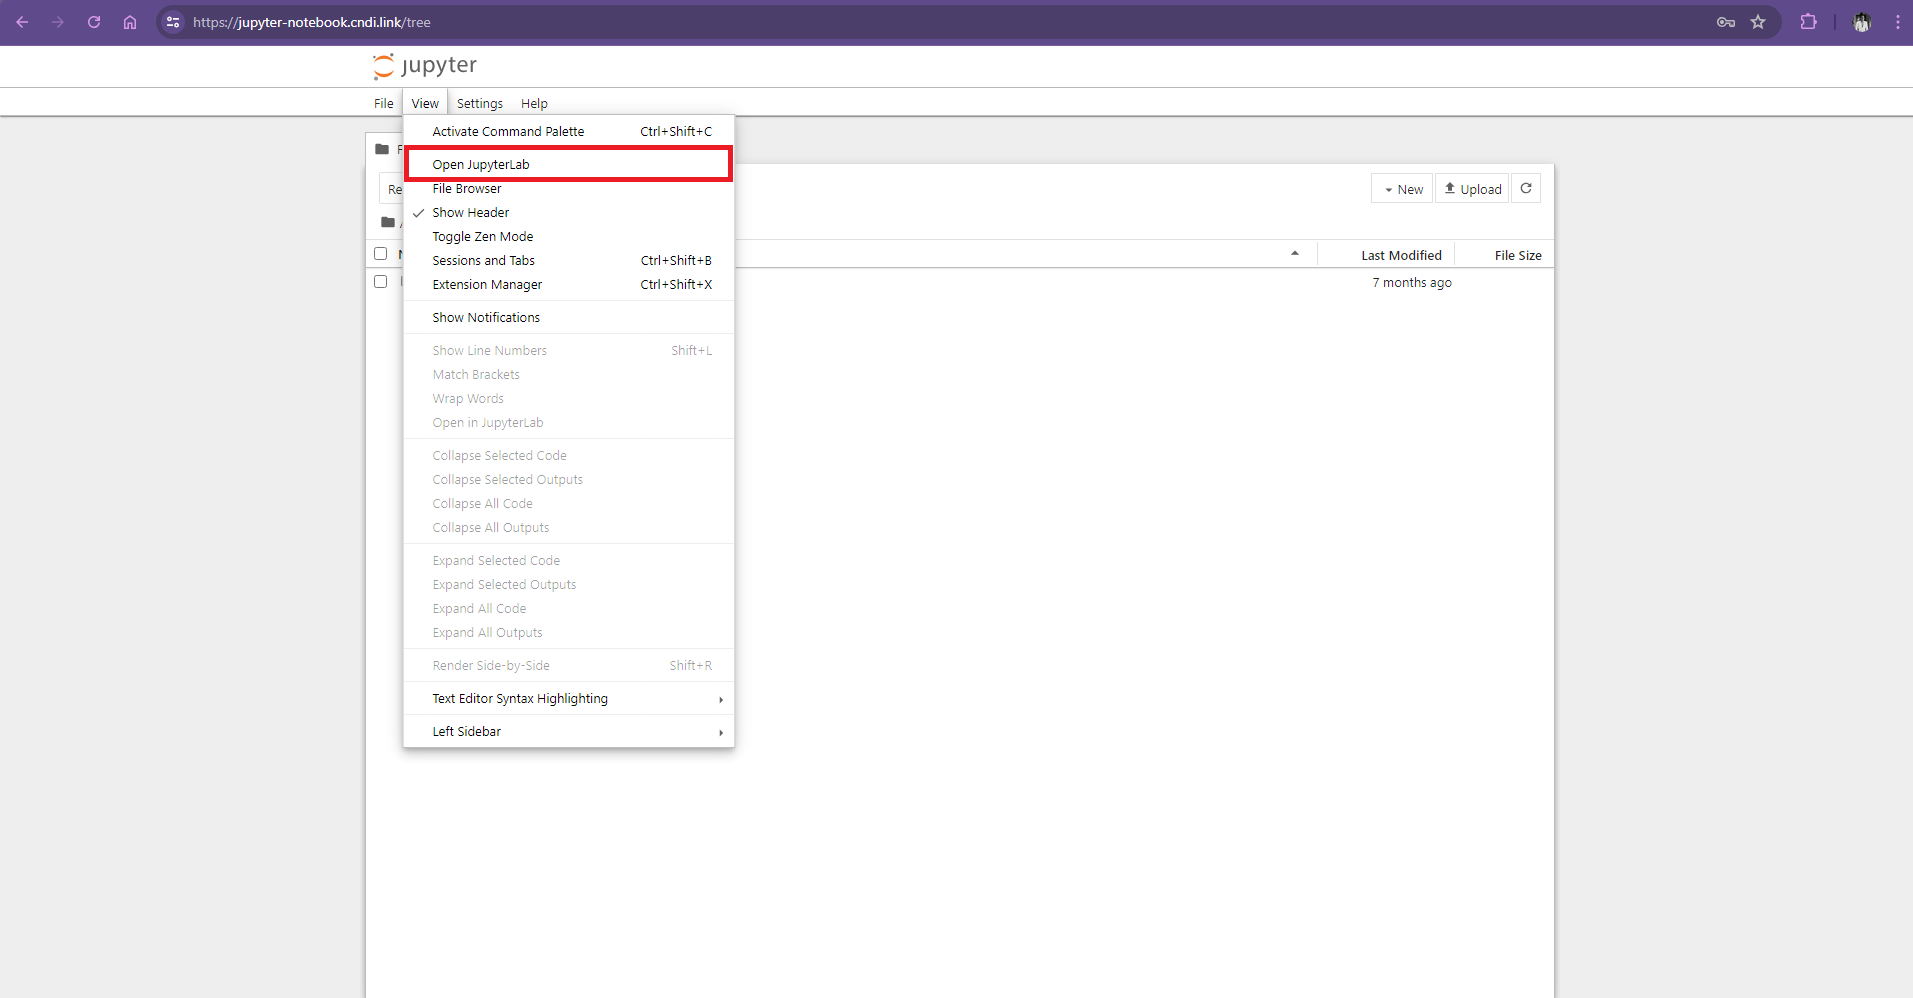 https://jupyter-notebook.cndi.link/tree
jupyter
File View Settings Help
Activate Command Palette Ctrl+Shift+C
Open JupyterLab
File Browser
Show Header
Toggle Zen Mode
Sessions and Tabs Ctrl+Shift+B
Extension Manager Ctrl+Shift+X
Show Notifications
Show Line Numbers Shift+L
Match Brackets
Wrap Words
Open in JupyterLab
Collapse Selected Code
Collapse Selected Outputs
Collapse All Code
Collapse All Outputs
Expand Selected Code
Expand Selected Outputs
Expand All Code
Expand All Outputs
Render Side-by-Side Shift+R
Text Editor Syntax Highlighting
Left Sidebar
New Upload
Last Modified File Size
7 months ago